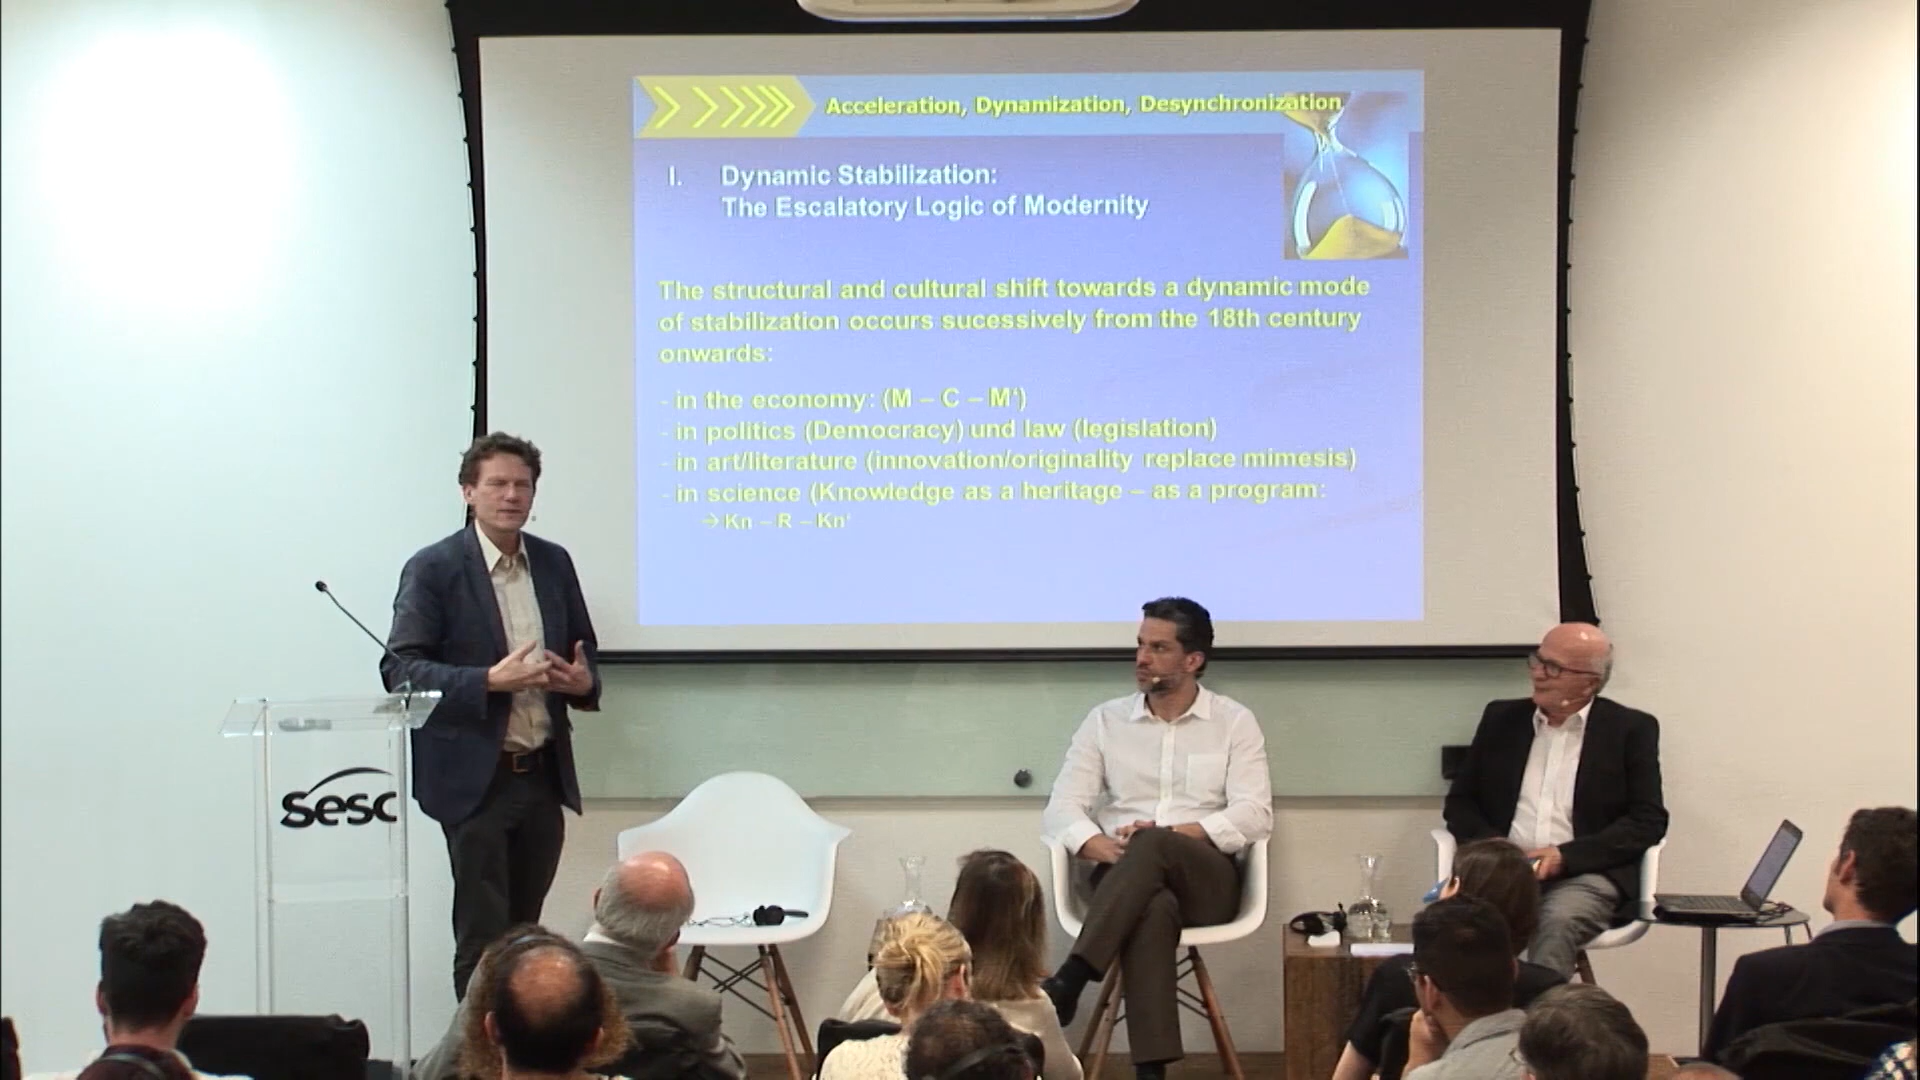 Acceleration, Dynamization, Desynchronization
I. Dynamic Stabilization:
The Escalatory Logic of Modernity
The structural and cultural shift towards a dynamic mode
of stabilization occurs sucessively from the 18th century
onwards:
- in the economy: (M – C – M‘)
- in politics (Democracy) und law (legislation)
- in art/literature (innovation/originality replace mimesis)
- in science (Knowledge as a heritage – as a program:
→ Kn – R – Kn‘
sesc